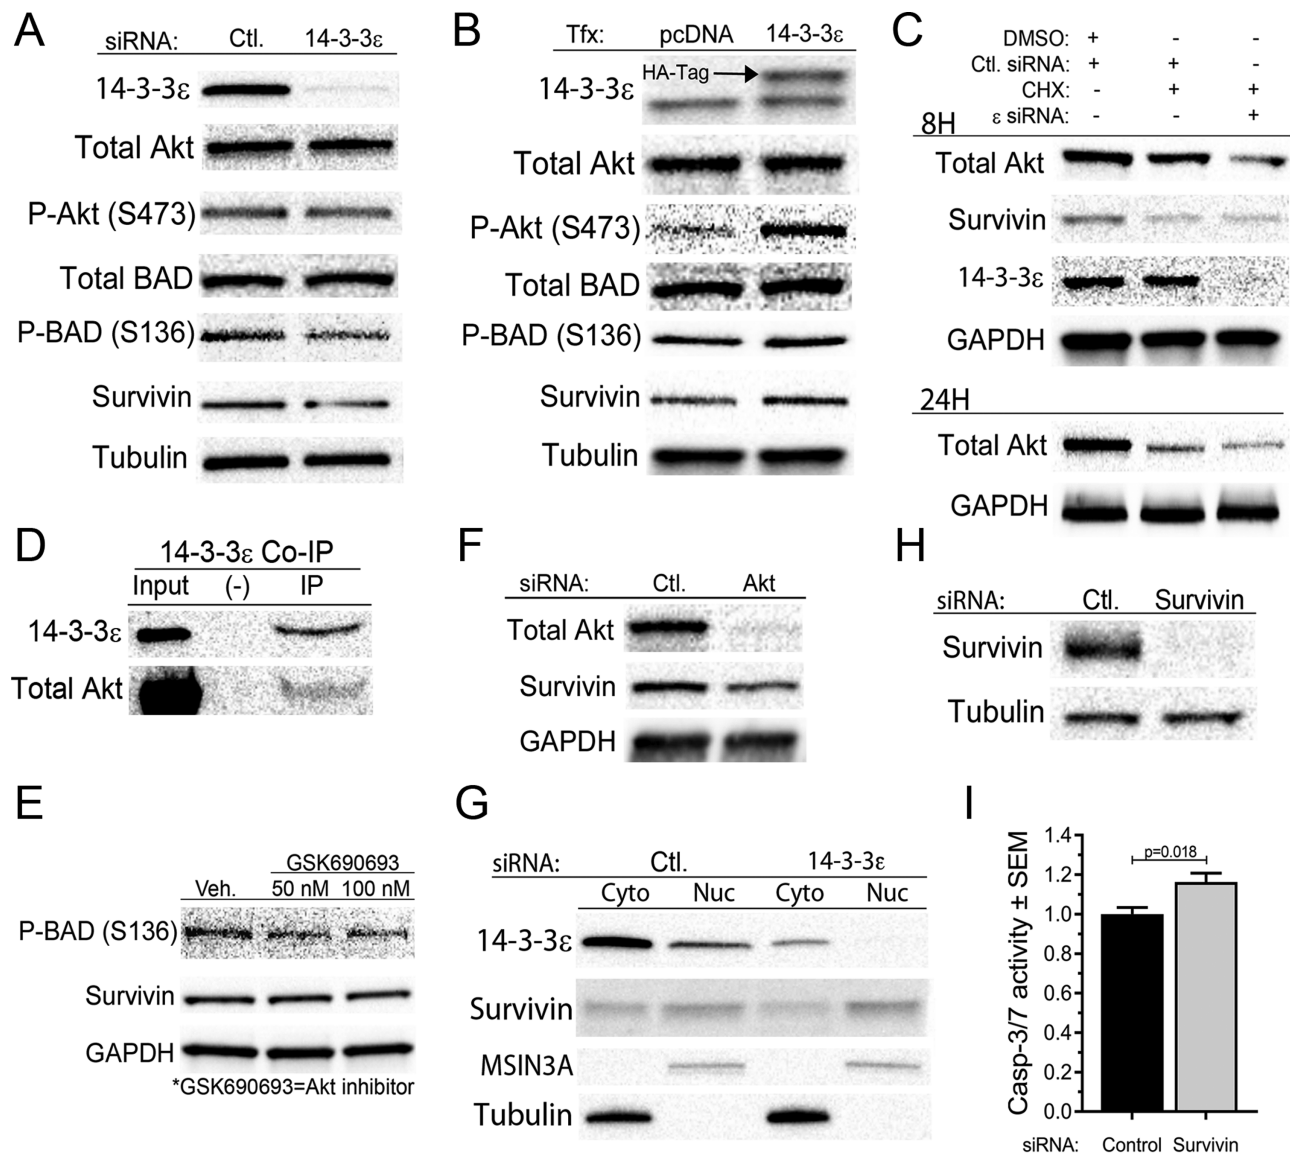 A
siRNA: Ctl. 14-3-3ε
14-3-3ε
Total Akt
P-Akt (S473)
Total BAD
P-BAD (S136)
Survivin
Tubulin
B
Tfx: pcDNA 14-3-3ε
HA-Tag
14-3-3ε
Total Akt
P-Akt (S473)
Total BAD
P-BAD (S136)
Survivin
Tubulin
C
DMSO: + - -
Ctl. siRNA: + + -
CHX: - + +
ε siRNA: - - +
8H
Total Akt
Survivin
14-3-3ε
GAPDH
24H
Total Akt
GAPDH
D
14-3-3ε Co-IP
Input (-) IP
14-3-3ε
Total Akt
E
GSK690693
Veh. 50 nM 100 nM
P-BAD (S136)
Survivin
GAPDH
*GSK690693=Akt inhibitor
F
siRNA: Ctl. Akt
Total Akt
Survivin
GAPDH
G
siRNA: Ctl. 14-3-3ε
Cyto Nuc Cyto Nuc
14-3-3ε
Survivin
MSIN3A
Tubulin
H
siRNA: Ctl. Survivin
Survivin
Tubulin
I
Casp-3/7 activity ± SEM
1.4
1.2
1.0
0.8
0.6
0.4
0.2
0.0
p=0.018
siRNA: Control Survivin